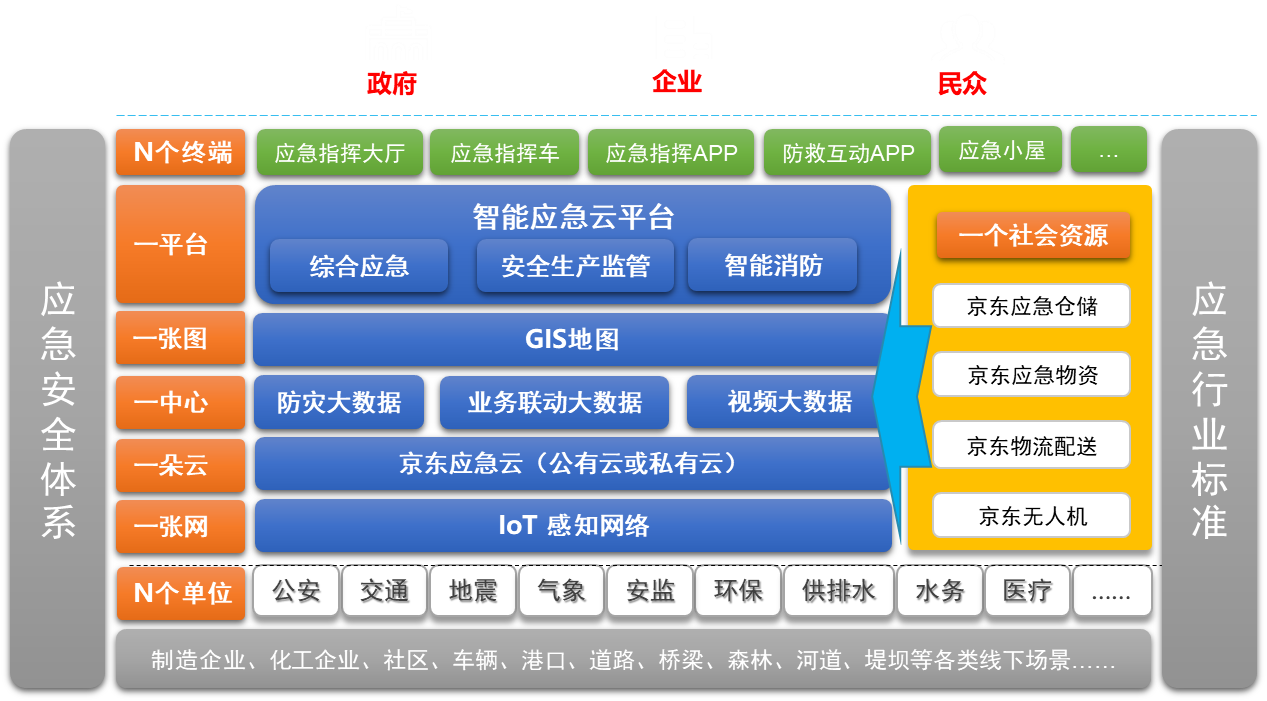 政府
企业
民众
应急安全体系
N个终端
应急指挥大厅
应急指挥车
应急指挥APP
防救互动APP
应急小屋
...
一平台
智能应急云平台
综合应急
安全生产监管
智能消防
一张图
GIS地图
一中心
防灾大数据
业务联动大数据
视频大数据
一朵云
京东应急云（公有云或私有云）
一张网
IoT 感知网络
一个社会资源
京东应急仓储
京东应急物资
京东物流配送
京东无人机
应急行业标准
N个单位
公安
交通
地震
气象
安监
环保
供排水
水务
医疗
......
制造企业、化工企业、社区、车辆、港口、道路、桥梁、森林、河道、堤坝等各类线下场景……